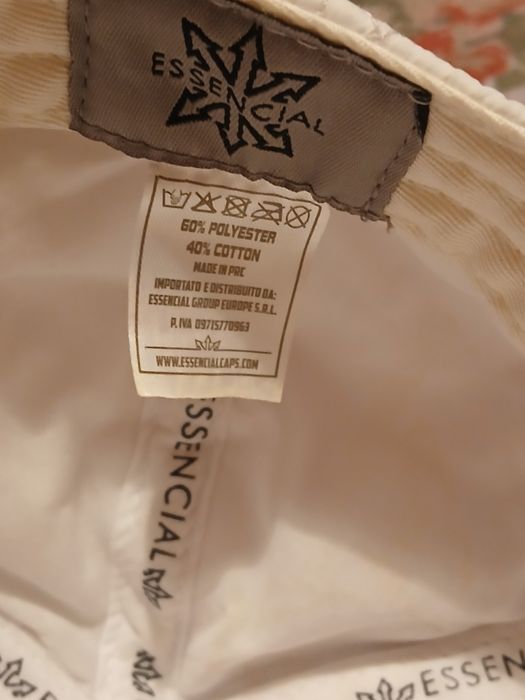 ESSENCIAL
60% POLYESTER
40% COTTON
MADE IN PRC
IMPORTATO E DISTRIBUITO DA:
ESSENCIAL GROUP EUROPE S.R.L.
P. IVA 09715770963
WWW.ESSENCIALCAPS.COM
ESSENCIAL
ESSEN